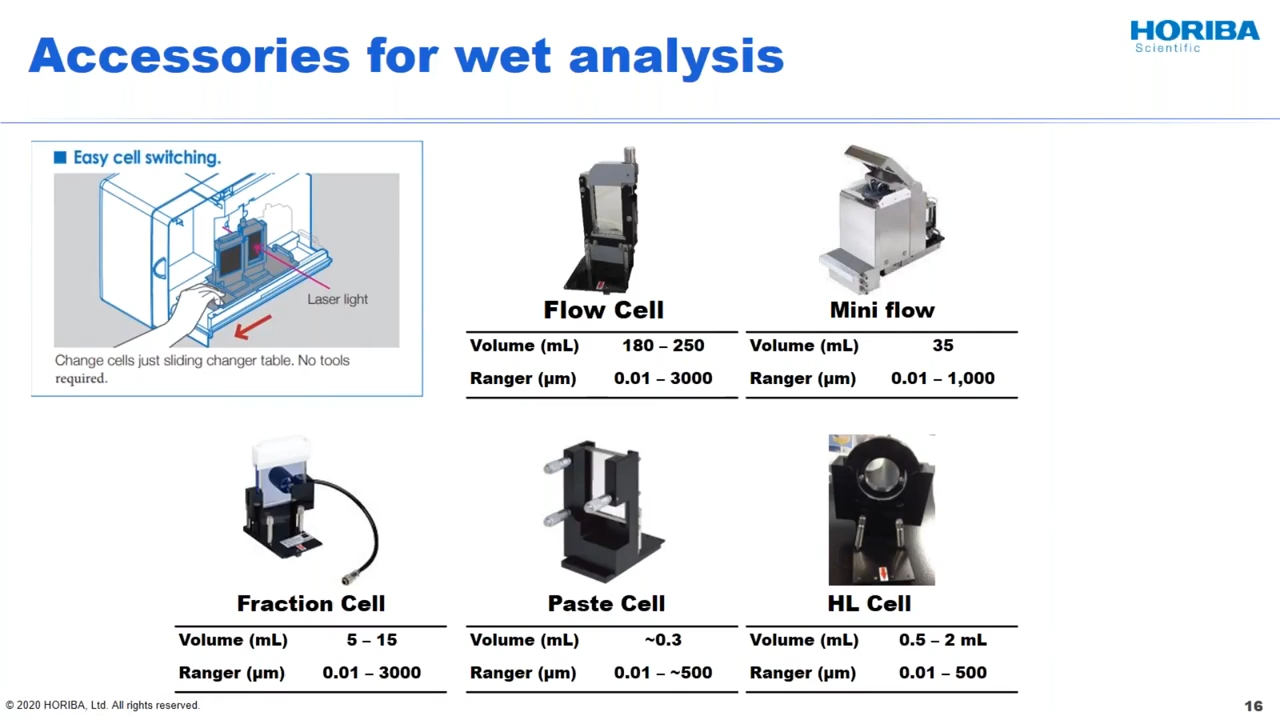 Accessories for wet analysis
HORIBA
Scientific
Easy cell switching.
Laser light
Change cells just sliding changer table. No tools
required.
Flow Cell
Volume (mL) 180 – 250
Ranger (µm) 0.01 – 3000
Mini flow
Volume (mL) 35
Ranger (µm) 0.01 – 1,000
Fraction Cell
Volume (mL) 5 – 15
Ranger (µm) 0.01 – 3000
Paste Cell
Volume (mL) ~0.3
Ranger (µm) 0.01 – ~500
HL Cell
Volume (mL) 0.5 – 2 mL
Ranger (µm) 0.01 – 500
© 2020 HORIBA, Ltd. All rights reserved.
16